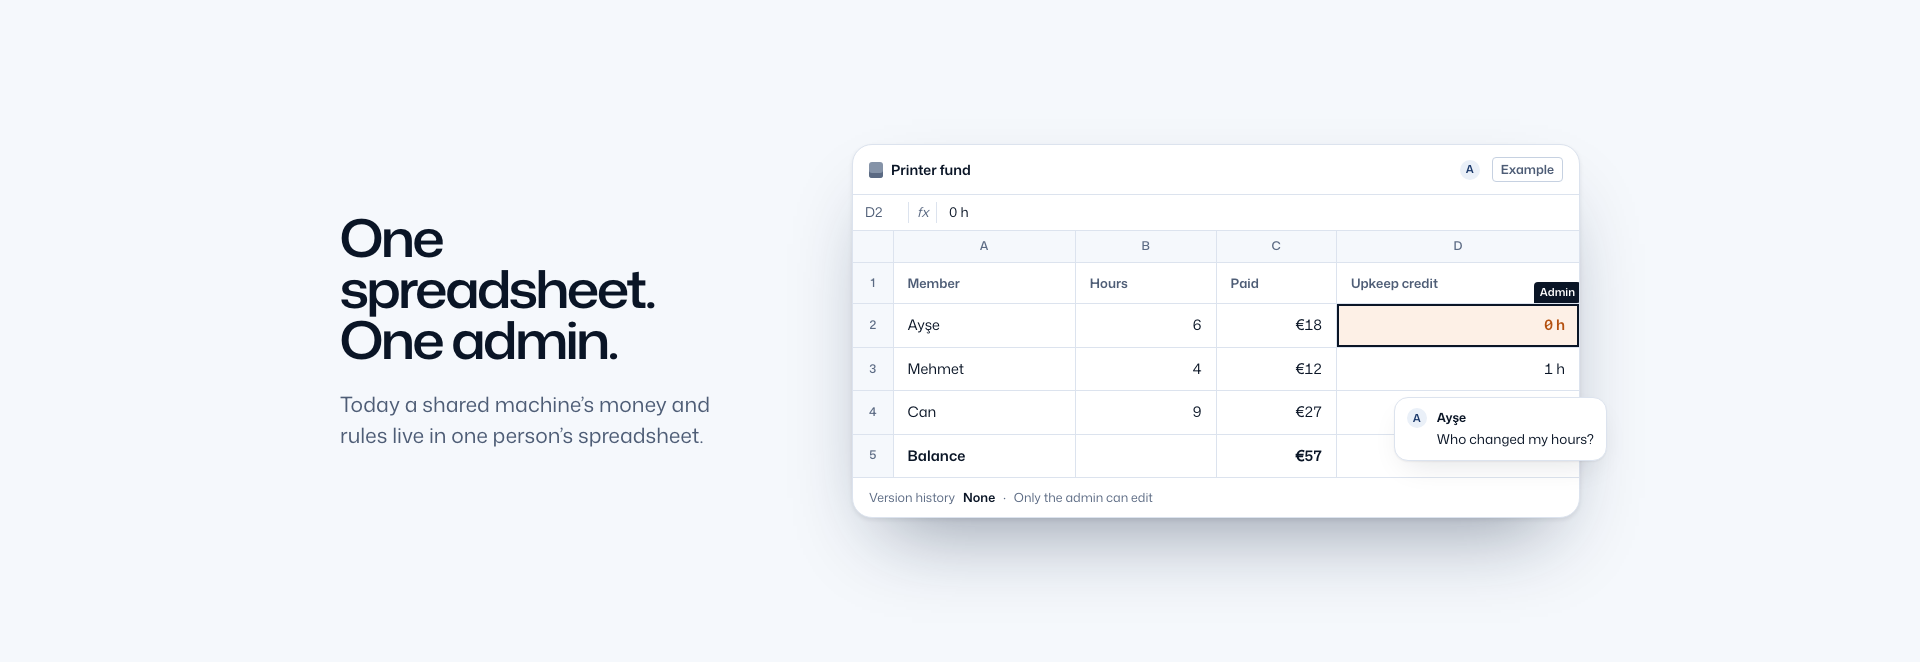 One
spreadsheet.
One admin.
Today a shared machine’s money and
rules live in one person’s spreadsheet.
Printer fund
A
Example
D2 fx 0 h
A B C D
1 Member Hours Paid Upkeep credit
Admin
2 Ayşe 6 €18 0 h
3 Mehmet 4 €12 1 h
4 Can 9 €27
A Ayşe
Who changed my hours?
5 Balance €57
Version history None · Only the admin can edit